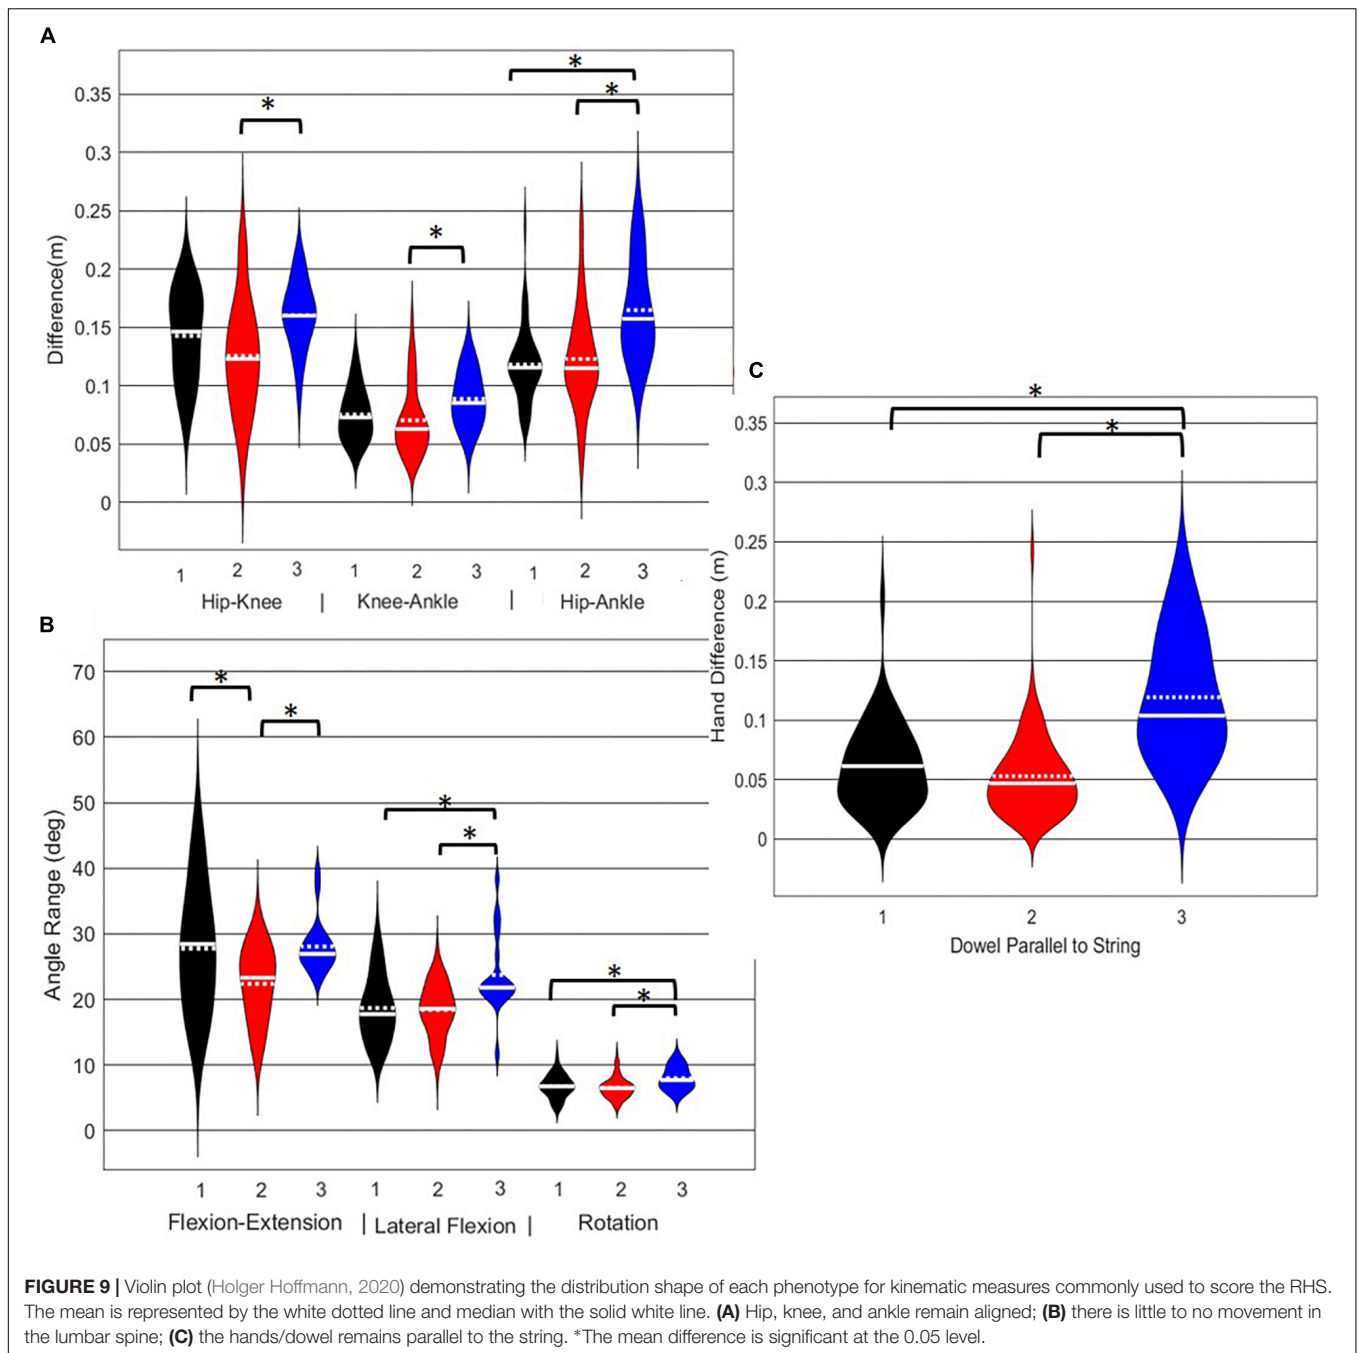 A
*
*
*
*
0.35
0.3
0.25
0.2
0.15
0.1
0.05
0
Difference(m)
1 2 3 1 2 3 1 2 3
Hip-Knee | Knee-Ankle | Hip-Ankle
B
*
*
*
*
*
*
70
60
50
40
30
20
10
0
Angle Range (deg)
1 2 3 1 2 3 1 2 3
Flexion-Extension | Lateral Flexion | Rotation
C
*
*
0.35
0.3
0.25
0.2
0.15
0.1
0.05
0
Hand Difference (m)
1 2 3
Dowel Parallel to String
FIGURE 9 | Violin plot (Holger Hoffmann, 2020) demonstrating the distribution shape of each phenotype for kinematic measures commonly used to score the RHS.
The mean is represented by the white dotted line and median with the solid white line. (A) Hip, knee, and ankle remain aligned; (B) there is little to no movement in
the lumbar spine; (C) the hands/dowel remains parallel to the string. *The mean difference is significant at the 0.05 level.